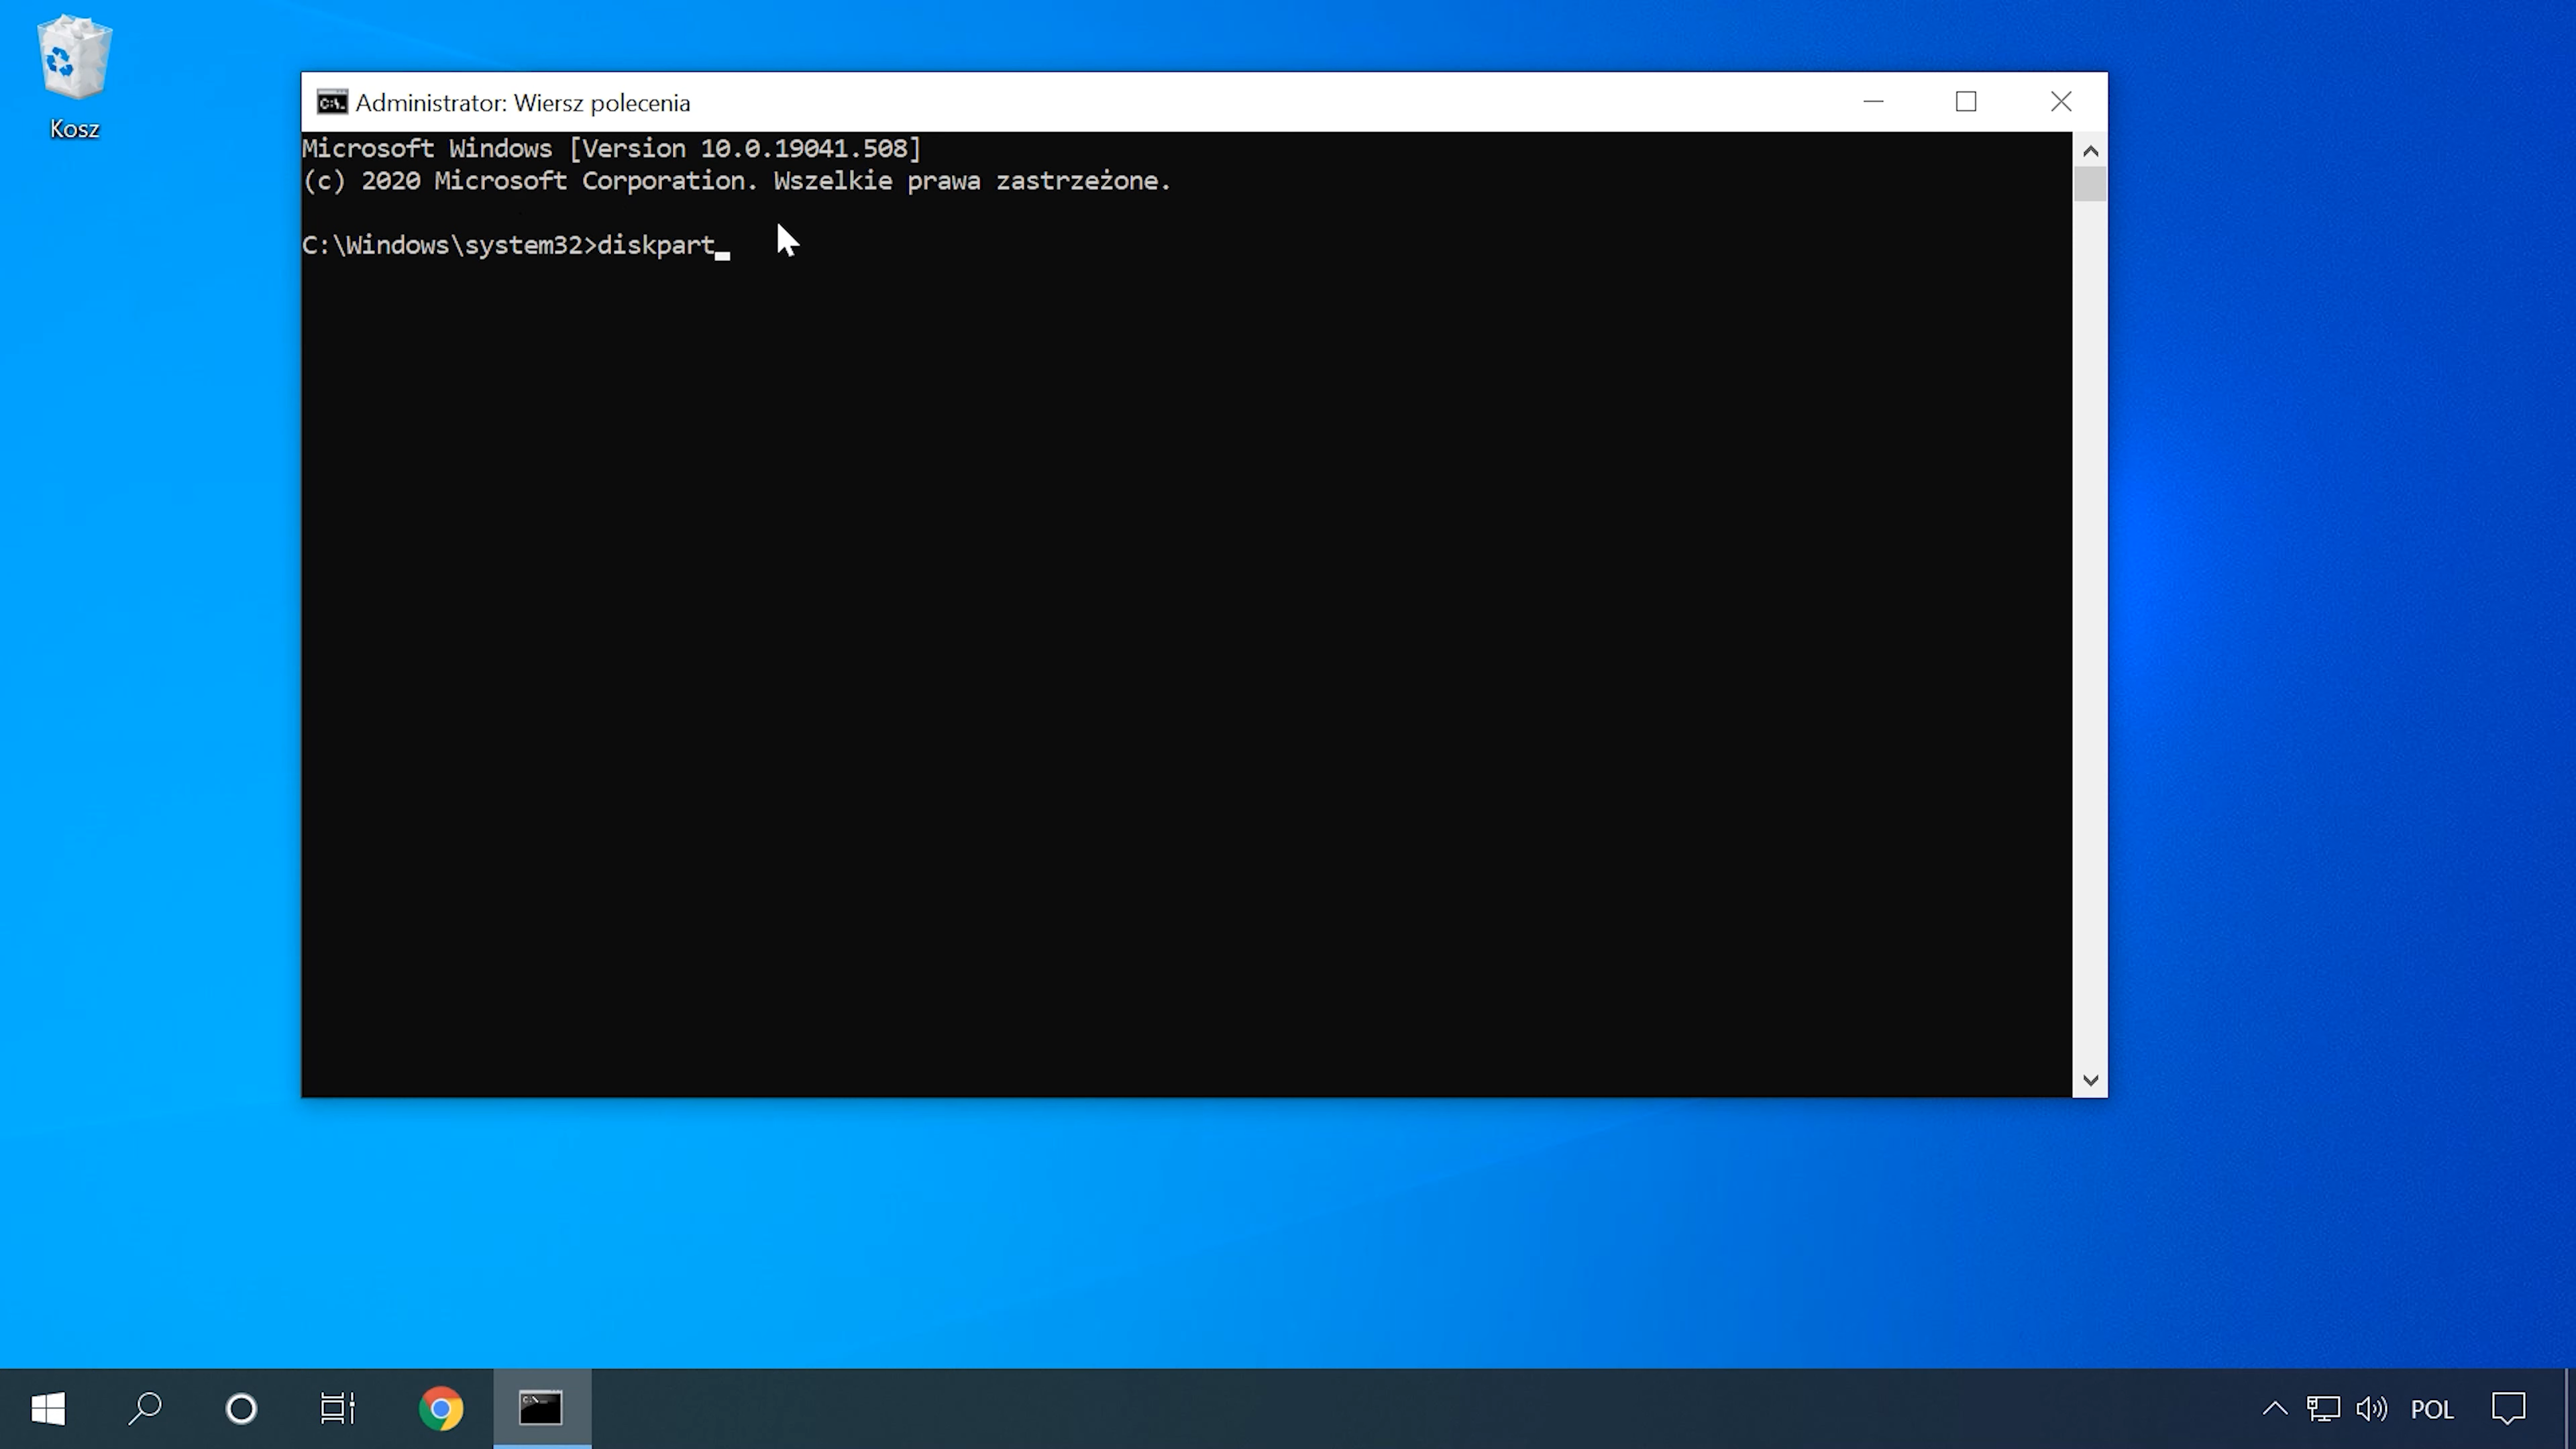 Kosz
Administrator: Wiersz polecenia
Microsoft Windows [Version 10.0.19041.508]
(c) 2020 Microsoft Corporation. Wszelkie prawa zastrzeżone.
C:\Windows\system32>diskpart
POL